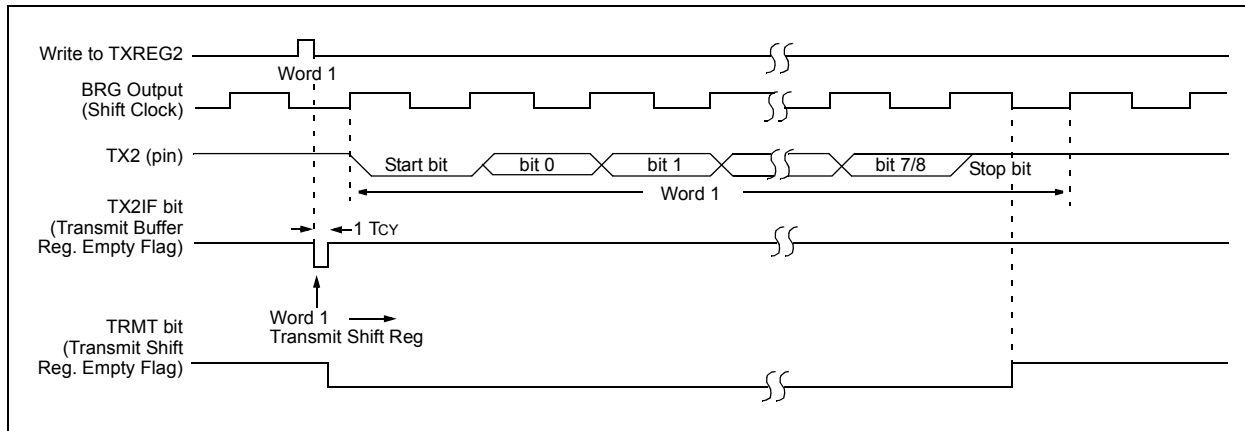 Write to TXREG2
Word 1
BRG Output
(Shift Clock)
TX2 (pin)
Start bit
bit 0
bit 1
bit 7/8
Stop bit
Word 1
TX2IF bit
(Transmit Buffer
Reg. Empty Flag)
1 TCY
Word 1
Transmit Shift Reg
TRMT bit
(Transmit Shift
Reg. Empty Flag)